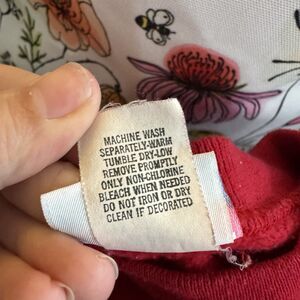 MACHINE WASH
SEPARATELY-WARM
TUMBLE DRY-LOW
REMOVE PROMPTLY
ONLY NON-CHLORINE
BLEACH WHEN NEEDED
DO NOT IRON OR DRY
CLEAN IF DECORATED